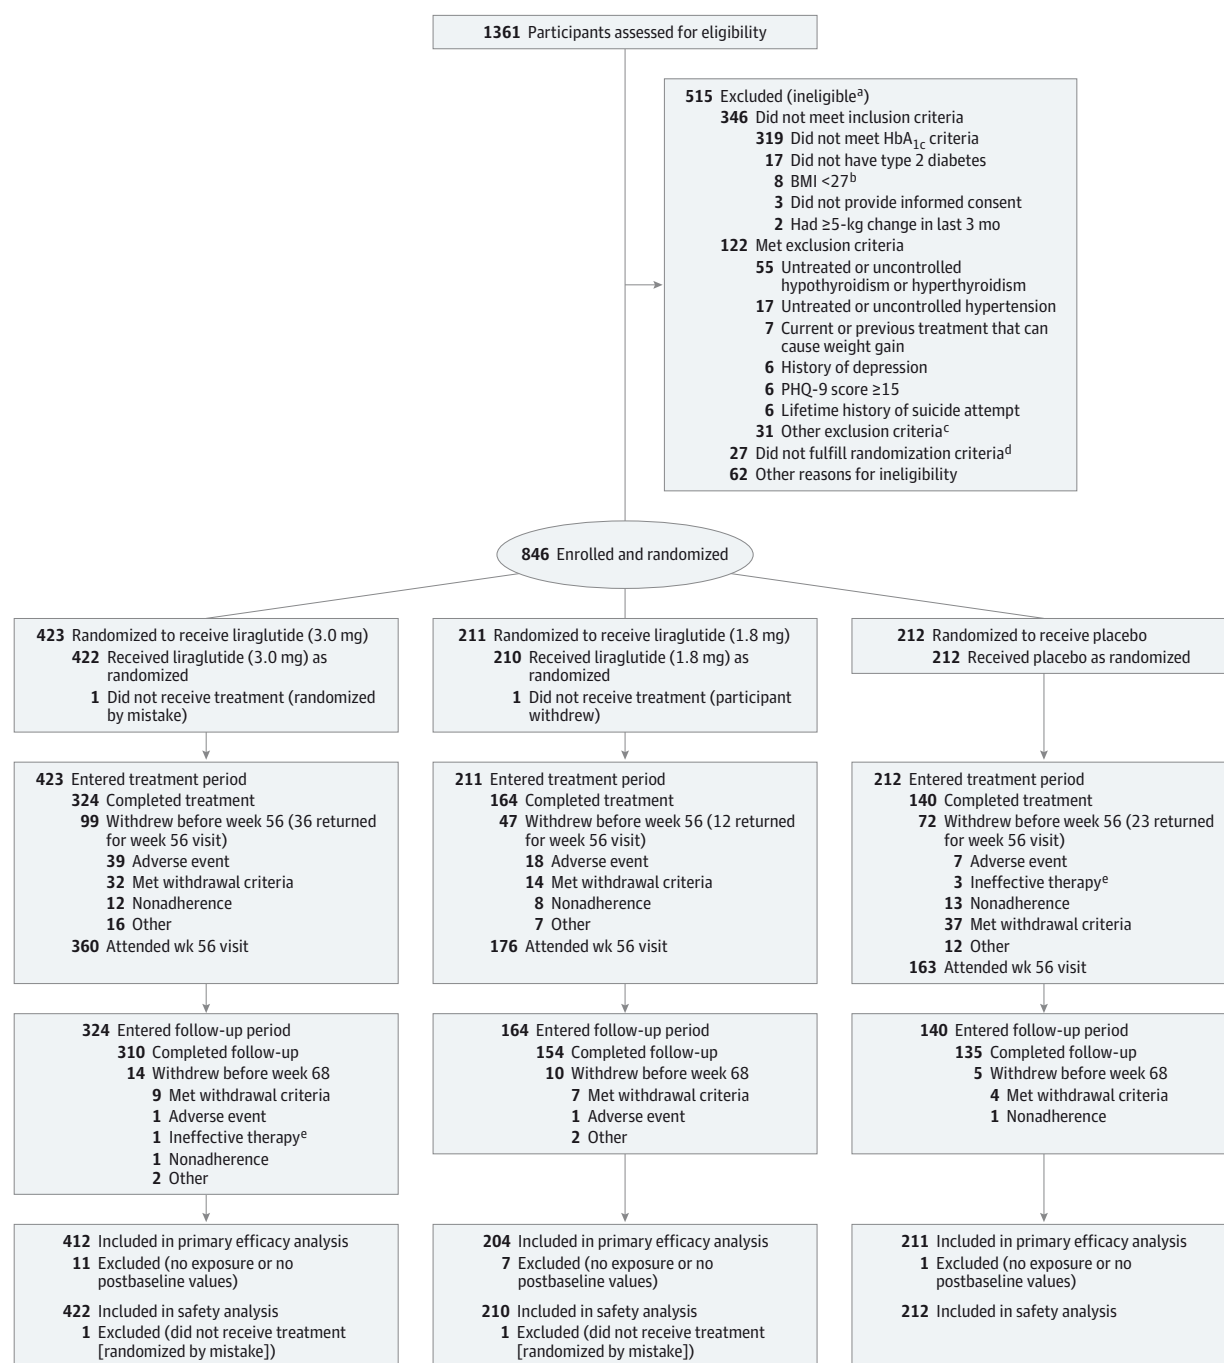 1361 Participants assessed for eligibility
515 Excluded (ineligibleᵃ)
346 Did not meet inclusion criteria
319 Did not meet HbA1c criteria
17 Did not have type 2 diabetes
8 BMI <27ᵇ
3 Did not provide informed consent
2 Had ≥5-kg change in last 3 mo
122 Met exclusion criteria
55 Untreated or uncontrolled
hypothyroidism or hyperthyroidism
17 Untreated or uncontrolled hypertension
7 Current or previous treatment that can
cause weight gain
6 History of depression
6 PHQ-9 score ≥15
6 Lifetime history of suicide attempt
31 Other exclusion criteriaᶜ
27 Did not fulfill randomization criteriaᵈ
62 Other reasons for ineligibility
846 Enrolled and randomized
423 Randomized to receive liraglutide (3.0 mg)
422 Received liraglutide (3.0 mg) as
randomized
1 Did not receive treatment (randomized
by mistake)
211 Randomized to receive liraglutide (1.8 mg)
210 Received liraglutide (1.8 mg) as
randomized
1 Did not receive treatment (participant
withdrew)
212 Randomized to receive placebo
212 Received placebo as randomized
423 Entered treatment period
324 Completed treatment
99 Withdrew before week 56 (36 returned
for week 56 visit)
39 Adverse event
32 Met withdrawal criteria
12 Nonadherence
16 Other
360 Attended wk 56 visit
211 Entered treatment period
164 Completed treatment
47 Withdrew before week 56 (12 returned
for week 56 visit)
18 Adverse event
14 Met withdrawal criteria
8 Nonadherence
7 Other
176 Attended wk 56 visit
212 Entered treatment period
140 Completed treatment
72 Withdrew before week 56 (23 returned
for week 56 visit)
7 Adverse event
3 Ineffective therapyᵉ
13 Nonadherence
37 Met withdrawal criteria
12 Other
163 Attended wk 56 visit
324 Entered follow-up period
310 Completed follow-up
14 Withdrew before week 68
9 Met withdrawal criteria
1 Adverse event
1 Ineffective therapyᵉ
1 Nonadherence
2 Other
164 Entered follow-up period
154 Completed follow-up
10 Withdrew before week 68
7 Met withdrawal criteria
1 Adverse event
2 Other
140 Entered follow-up period
135 Completed follow-up
5 Withdrew before week 68
4 Met withdrawal criteria
1 Nonadherence
412 Included in primary efficacy analysis
11 Excluded (no exposure or no
postbaseline values)
422 Included in safety analysis
1 Excluded (did not receive treatment
[randomized by mistake])
204 Included in primary efficacy analysis
7 Excluded (no exposure or no
postbaseline values)
210 Included in safety analysis
1 Excluded (did not receive treatment
[randomized by mistake])
211 Included in primary efficacy analysis
1 Excluded (no exposure or no
postbaseline values)
212 Included in safety analysis